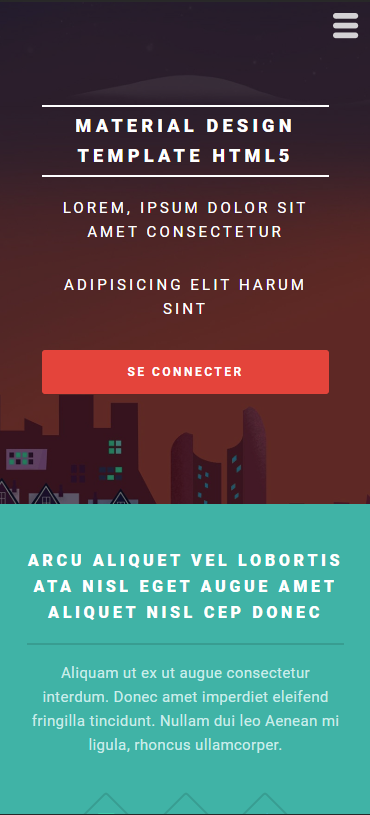 MATERIAL DESIGN
TEMPLATE HTML5
LOREM, IPSUM DOLOR SIT
AMET CONSECTETUR
ADIPISICING ELIT HARUM
SINT
SE CONNECTER
ARCU ALIQUET VEL LOBORTIS
ATA NISL EGET AUGUE AMET
ALIQUET NISL CEP DONEC
Aliquam ut ex ut augue consectetur
interdum. Donec amet imperdiet eleifend
fringilla tincidunt. Nullam dui leo Aenean mi
ligula, rhoncus ullamcorper.